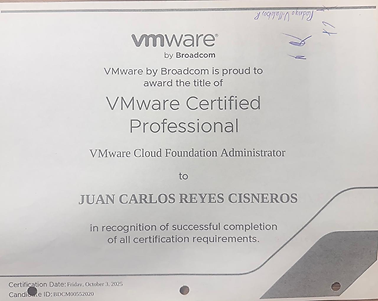 vmware®
by Broadcom
VMware by Broadcom is proud to
award the title of
VMware Certified
Professional
VMware Cloud Foundation Administrator
to
JUAN CARLOS REYES CISNEROS
in recognition of successful completion
of all certification requirements.
Certification Date: Friday, October 3, 2025
Candidate ID: